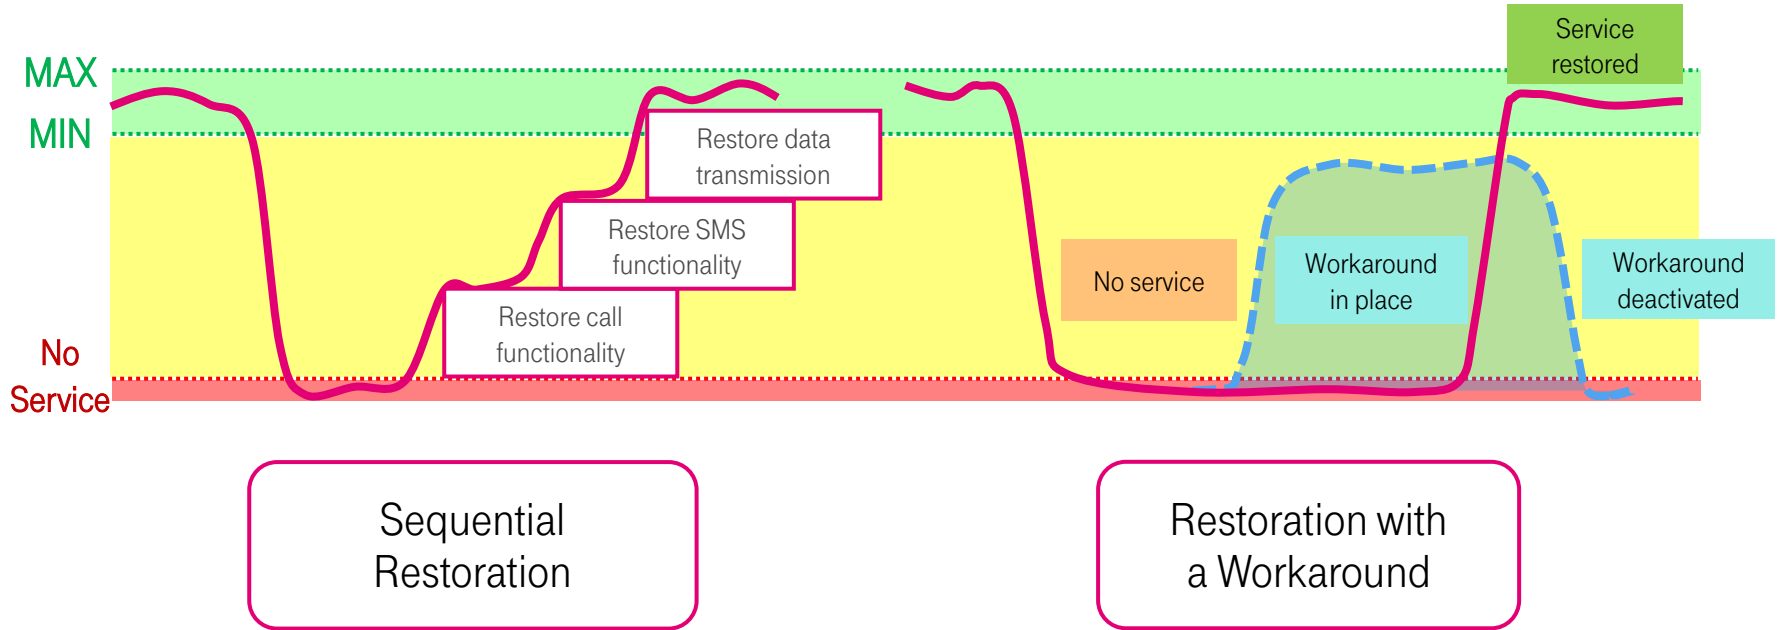 MAX
MIN
No
Service
Restore data
transmission
Restore SMS
functionality
Restore call
functionality
Sequential
Restoration
Service
restored
No service
Workaround
in place
Workaround
deactivated
Restoration with
a Workaround